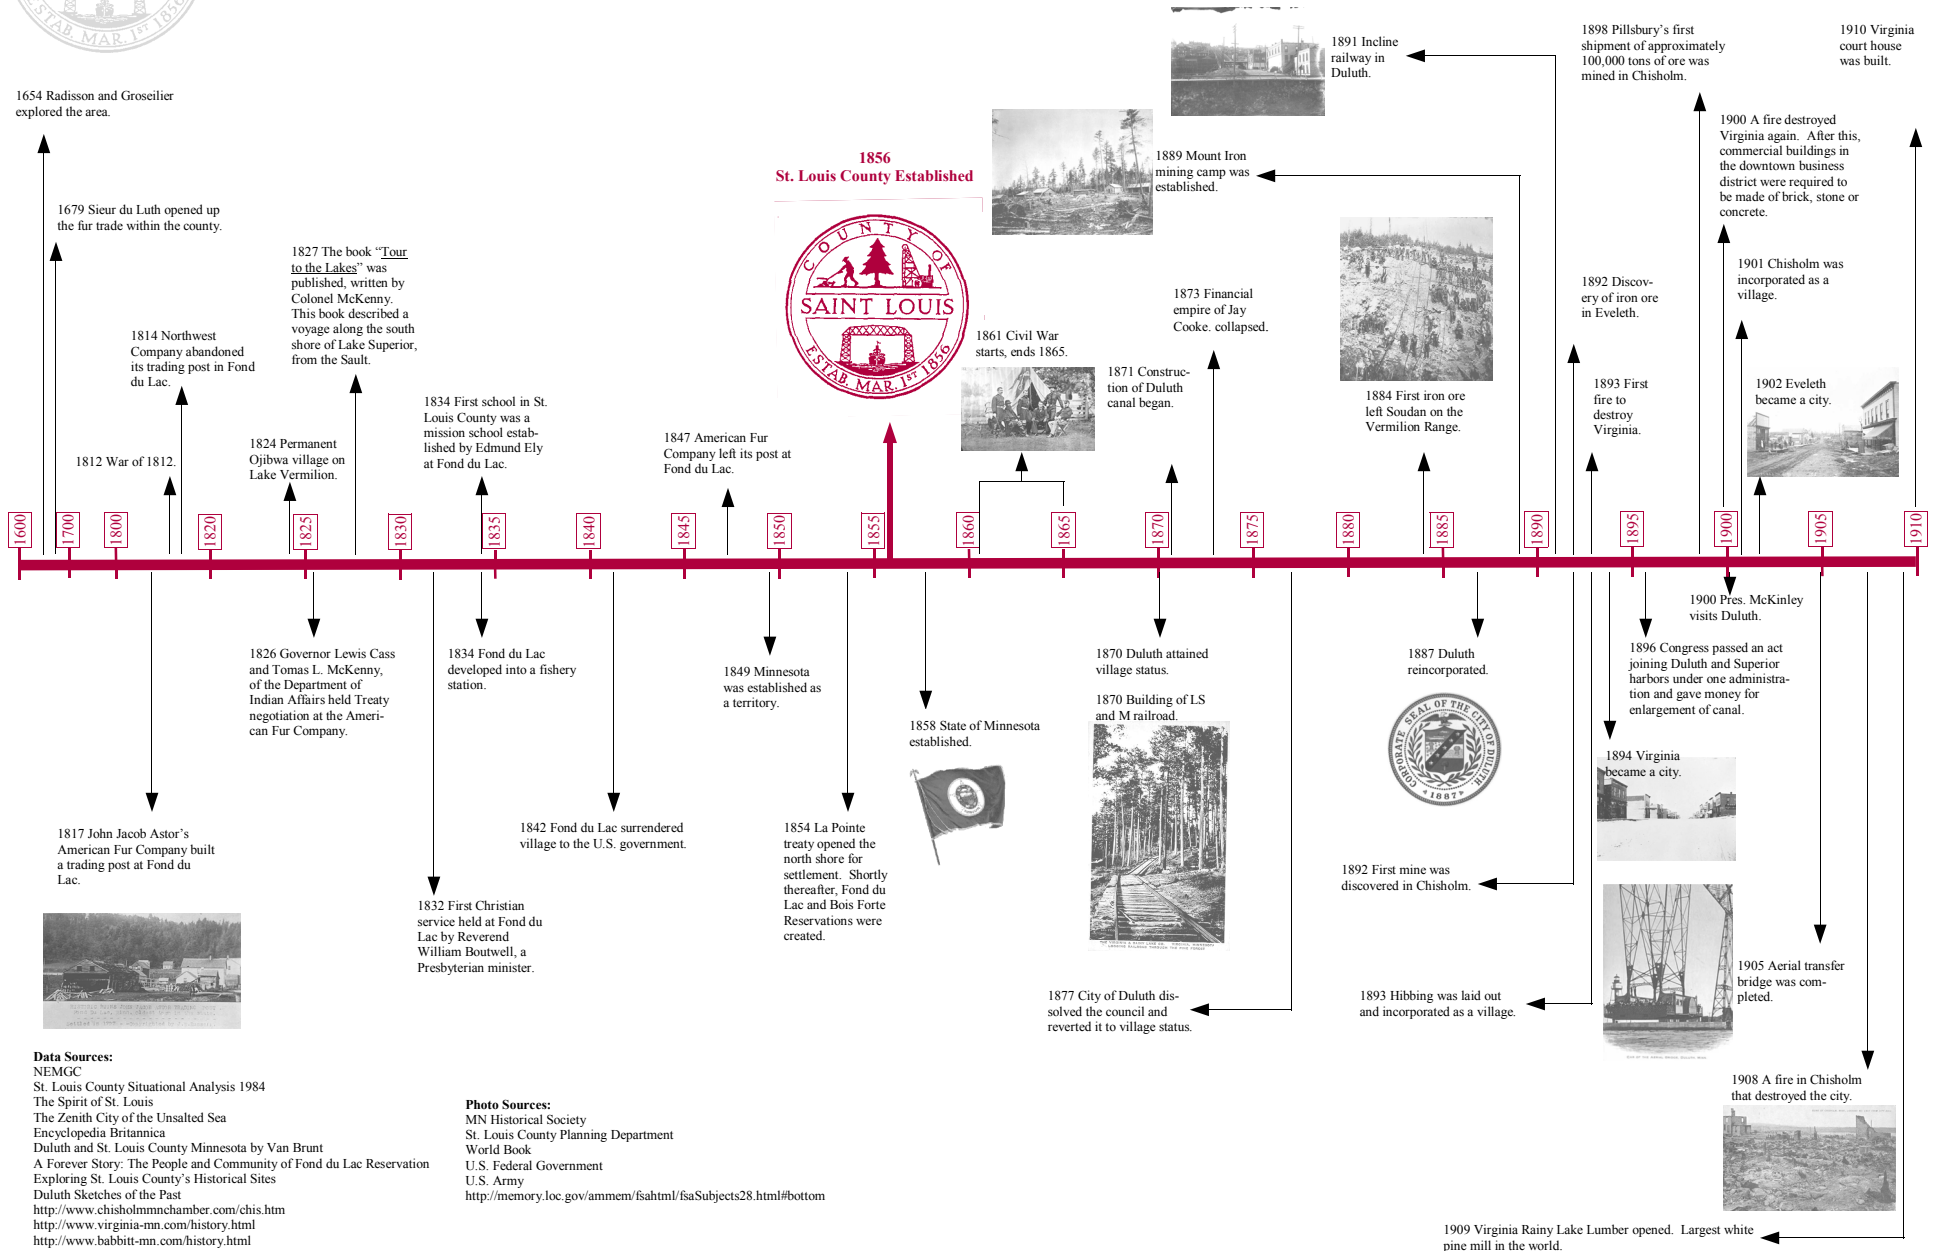 ESTAB. MAR. 1ST 1856
1654 Radisson and Groseilier
explored the area.
1679 Sieur du Luth opened up
the fur trade within the county.
1812 War of 1812.
1814 Northwest
Company abandoned
its trading post in Fond
du Lac.
1824 Permanent
Ojibwa village on
Lake Vermilion.
1827 The book “Tour
to the Lakes” was
published, written by
Colonel McKenny.
This book described a
voyage along the south
shore of Lake Superior,
from the Sault.
1834 First school in St.
Louis County was a
mission school estab-
lished by Edmund Ely
at Fond du Lac.
1847 American Fur
Company left its post at
Fond du Lac.
1856
St. Louis County Established
COUNTY OF
SAINT LOUIS
ESTAB. MAR. 1ST 1856
1861 Civil War
starts, ends 1865.
1871 Construc-
tion of Duluth
canal began.
1873 Financial
empire of Jay
Cooke. collapsed.
1884 First iron ore
left Soudan on the
Vermilion Range.
1889 Mount Iron
mining camp was
established.
1891 Incline
railway in
Duluth.
1892 Discov-
ery of iron ore
in Eveleth.
1893 First
fire to
destroy
Virginia.
1898 Pillsbury’s first
shipment of approximately
100,000 tons of ore was
mined in Chisholm.
1900 A fire destroyed
Virginia again.  After this,
commercial buildings in
the downtown business
district were required to
be made of brick, stone or
concrete.
1901 Chisholm was
incorporated as a
village.
1902 Eveleth
became a city.
1910 Virginia
court house
was built.
1600
1700
1800
1820
1825
1830
1835
1840
1845
1850
1855
1860
1865
1870
1875
1880
1885
1890
1895
1900
1905
1910
1817 John Jacob Astor’s
American Fur Company built
a trading post at Fond du
Lac.
1826 Governor Lewis Cass
and Tomas L. McKenny,
of the Department of
Indian Affairs held Treaty
negotiation at the Ameri-
can Fur Company.
1832 First Christian
service held at Fond du
Lac by Reverend
William Boutwell, a
Presbyterian minister.
1834 Fond du Lac
developed into a fishery
station.
1842 Fond du Lac surrendered
village to the U.S. government.
1849 Minnesota
was established as
a territory.
1854 La Pointe
treaty opened the
north shore for
settlement.  Shortly
thereafter, Fond du
Lac and Bois Forte
Reservations were
created.
1858 State of Minnesota
established.
1870 Duluth attained
village status.
1870 Building of LS
and M railroad.
1877 City of Duluth dis-
solved the council and
reverted it to village status.
1887 Duluth
reincorporated.
CORPORATE SEAL OF THE CITY OF DULUTH
1887
1892 First mine was
discovered in Chisholm.
1893 Hibbing was laid out
and incorporated as a village.
1894 Virginia
became a city.
1896 Congress passed an act
joining Duluth and Superior
harbors under one administra-
tion and gave money for
enlargement of canal.
1900 Pres. McKinley
visits Duluth.
1905 Aerial transfer
bridge was com-
pleted.
1908 A fire in Chisholm
that destroyed the city.
1909 Virginia Rainy Lake Lumber opened.  Largest white
pine mill in the world.
Data Sources:
NEMGC
St. Louis County Situational Analysis 1984
The Spirit of St. Louis
The Zenith City of the Unsalted Sea
Encyclopedia Britannica
Duluth and St. Louis County Minnesota by Van Brunt
A Forever Story: The People and Community of Fond du Lac Reservation
Exploring St. Louis County’s Historical Sites
Duluth Sketches of the Past
http://www.chisholmmnchamber.com/chis.htm
http://www.virginia-mn.com/history.html
http://www.babbitt-mn.com/history.html
Photo Sources:
MN Historical Society
St. Louis County Planning Department
World Book
U.S. Federal Government
U.S. Army
http://memory.loc.gov/ammem/fsahtml/fsaSubjects28.html#bottom